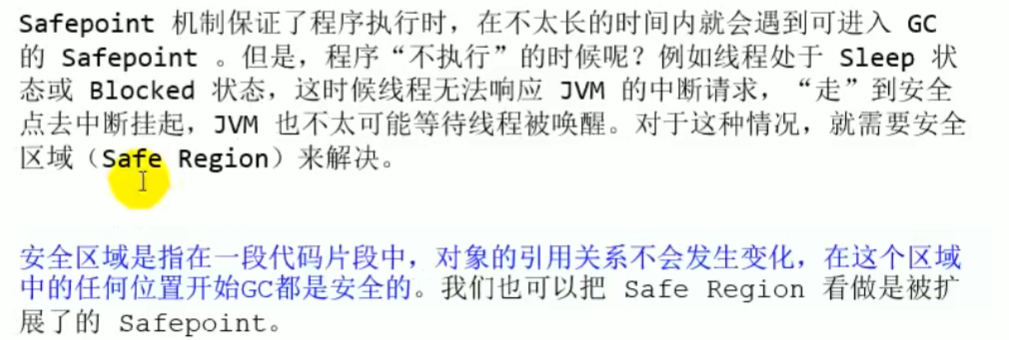 Safepoint 机制保证了程序执行时，在不太长的时间内就会遇到可进入 GC
的 Safepoint 。但是，程序“不执行”的时候呢？例如线程处于 Sleep 状
态或 Blocked 状态，这时候线程无法响应 JVM 的中断请求，“走”到安全
点去中断挂起，JVM 也不太可能等待线程被唤醒。对于这种情况，就需要安全
区域（Safe Region）来解决。
安全区域是指在一段代码片段中，对象的引用关系不会发生变化，在这个区域
中的任何位置开始GC都是安全的。我们也可以把 Safe Region 看做是被扩
展了的 Safepoint。